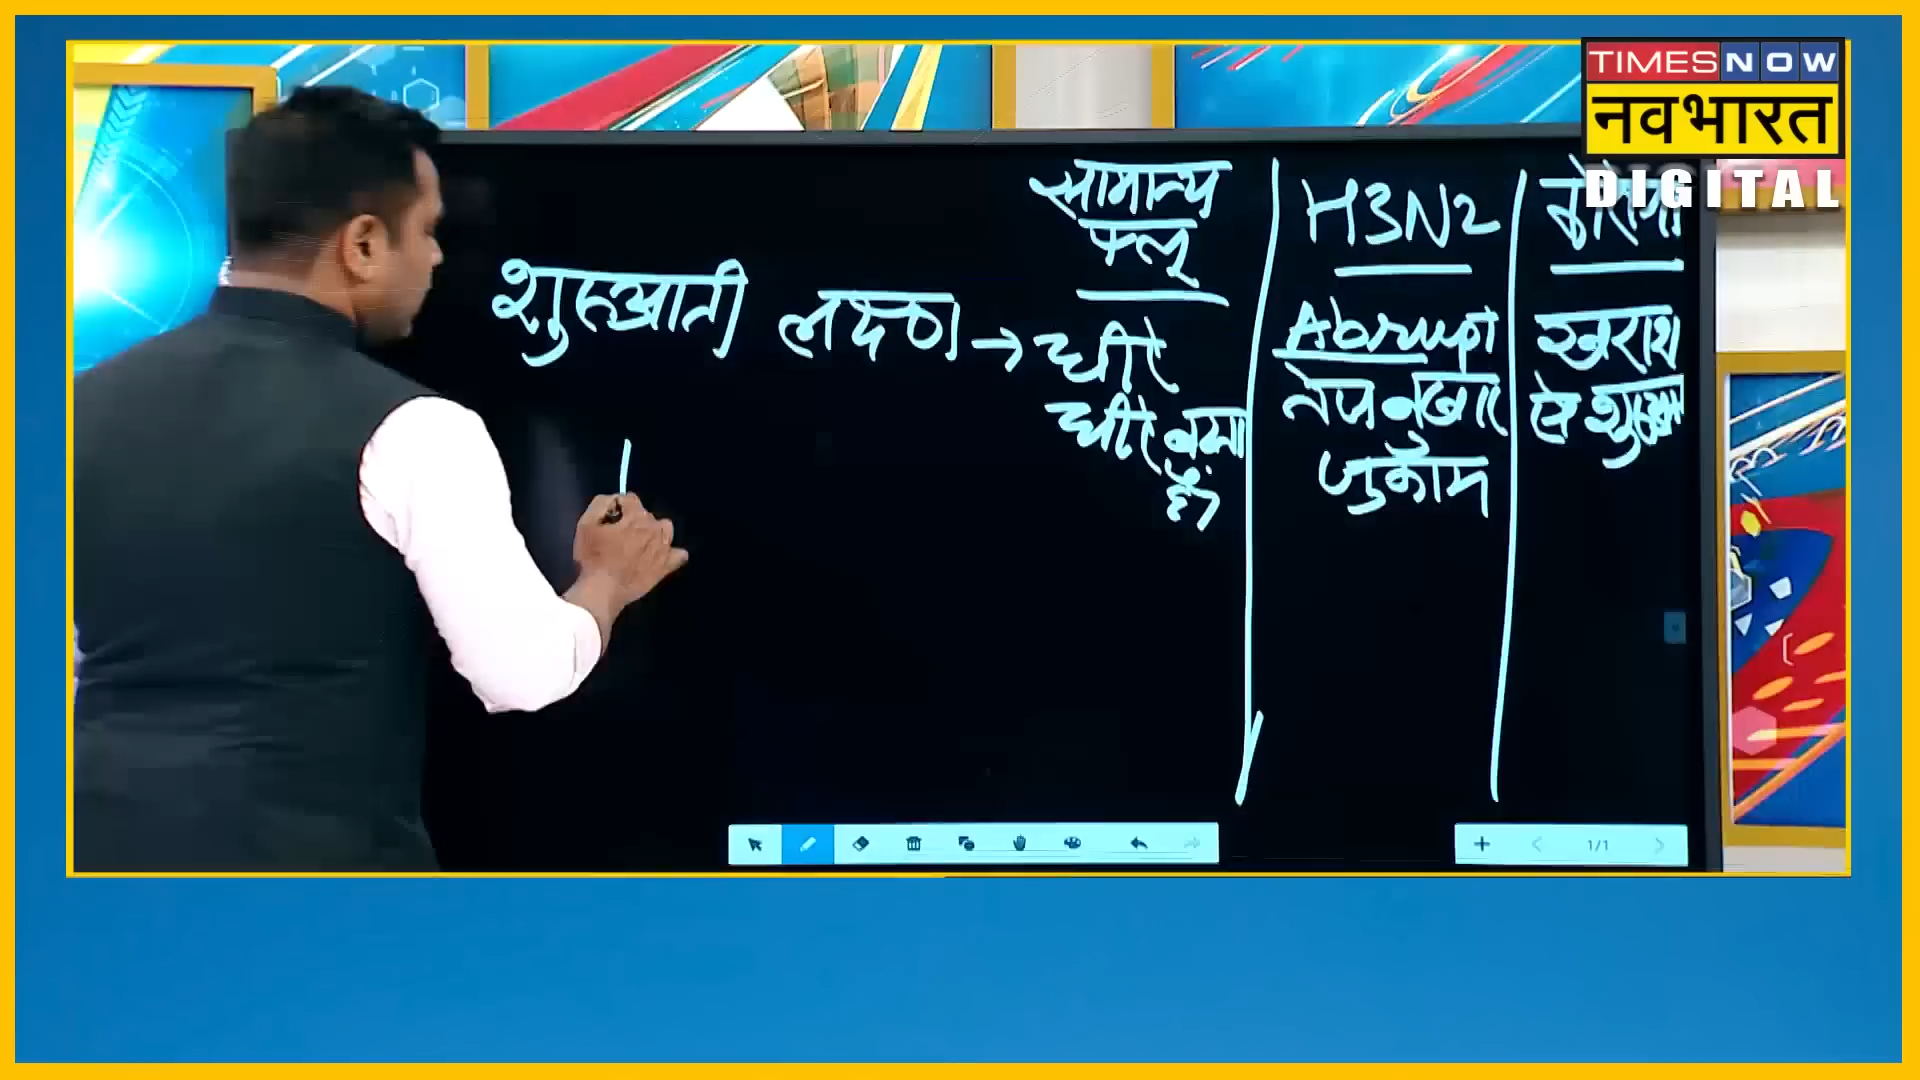 TIMES NOW
नवभारत
DIGITAL
सामान्य
फ्लू
H3N2
कोरोना
शुरुआती लक्षण → धीरे
धीरे बढ़ता
है
Abrupt
तेज बुखार
जुकाम
खराश
से शुरुआत
1/1